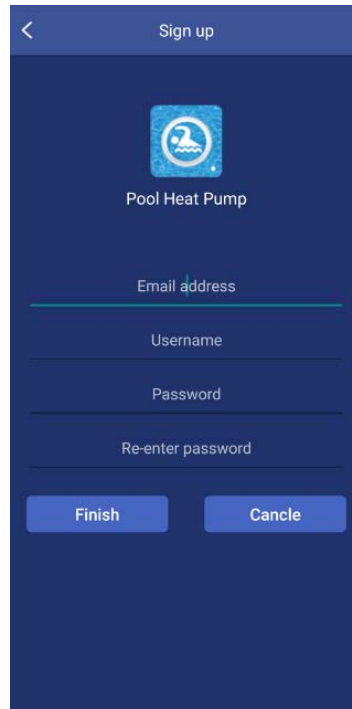 Sign up
Pool Heat Pump
Email address
Username
Password
Re-enter password
Finish Cancle